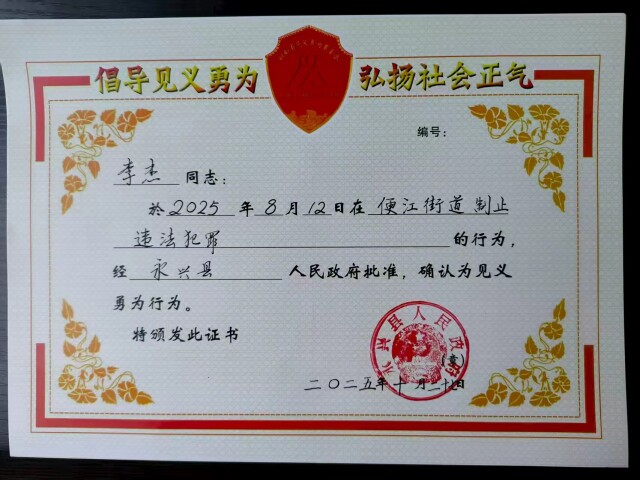 倡导见义勇为 弘扬社会正气
编号:
李杰 同志:
於2025年8月12日在 便江街道 制止
违法犯罪 的行为,
经 永兴县 人民政府批准，确认为见义
勇为行为。
特颁发此证书
永兴县人民政府
(章)
二〇二五年十月二十九日